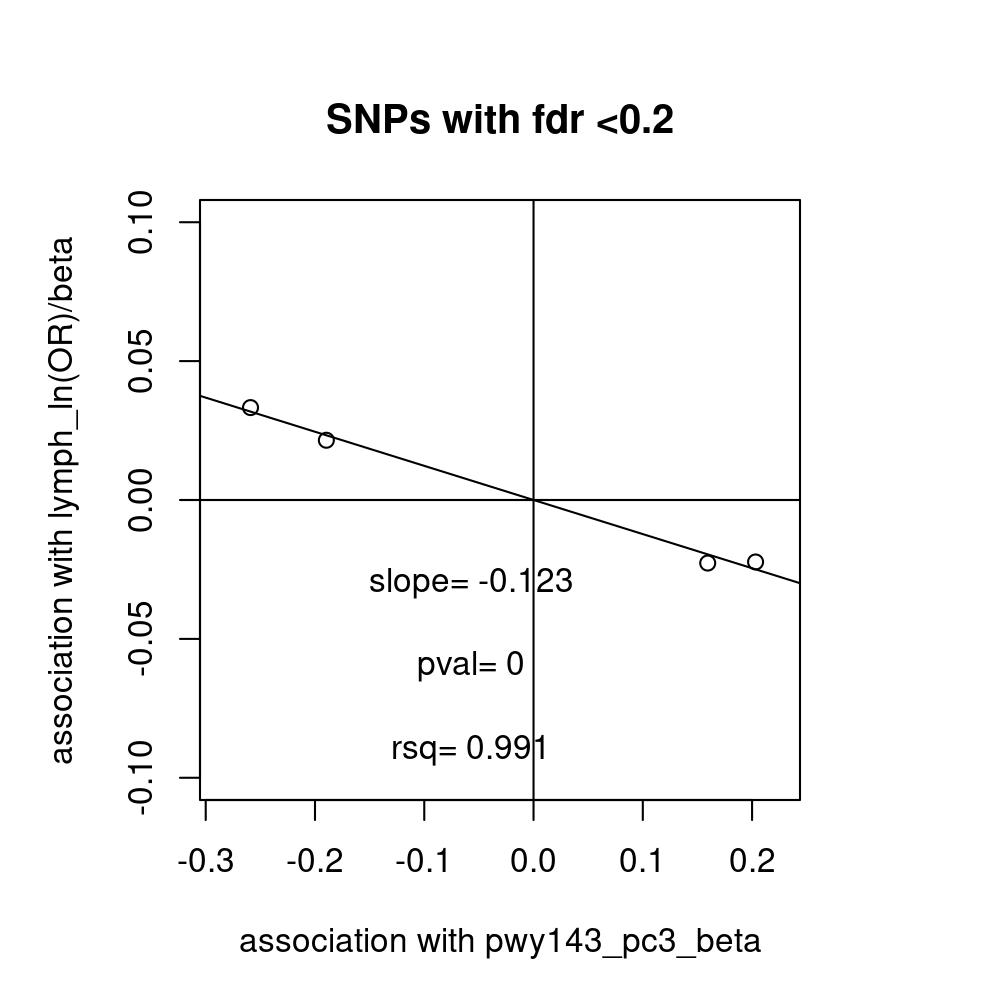 SNPs with fdr <0.2
association with lymph_ln(OR)/beta
0.10
0.05
0.00
-0.05
-0.10
slope= -0.123
pval= 0
rsq= 0.991
-0.3 -0.2 -0.1 0.0 0.1 0.2
association with pwy143_pc3_beta